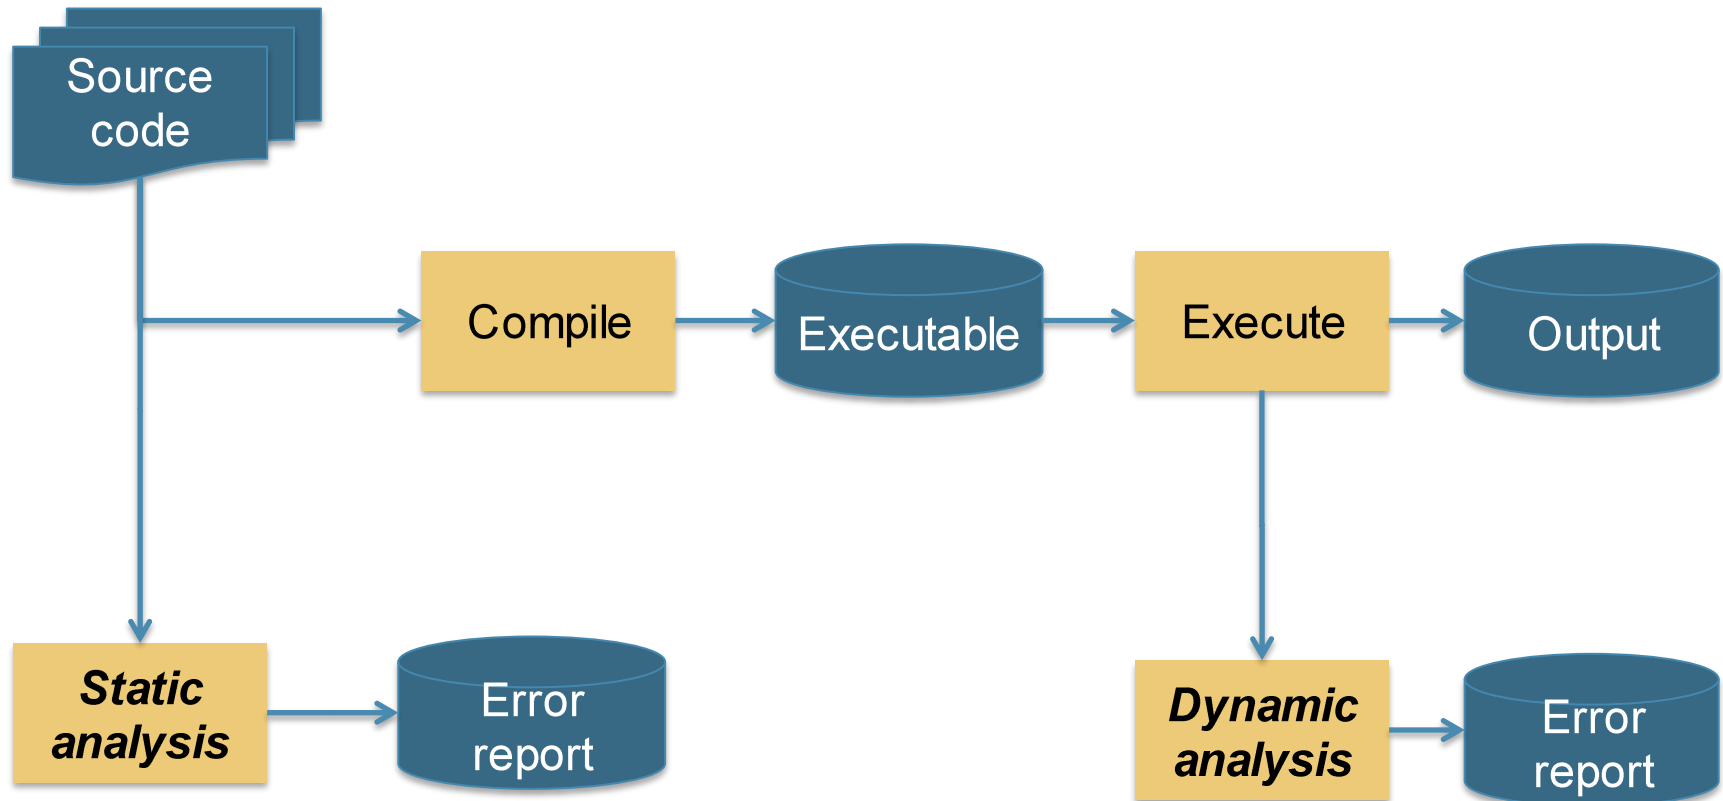 Source
code
Compile
Executable
Execute
Output
Static
analysis
Error
report
Dynamic
analysis
Error
report